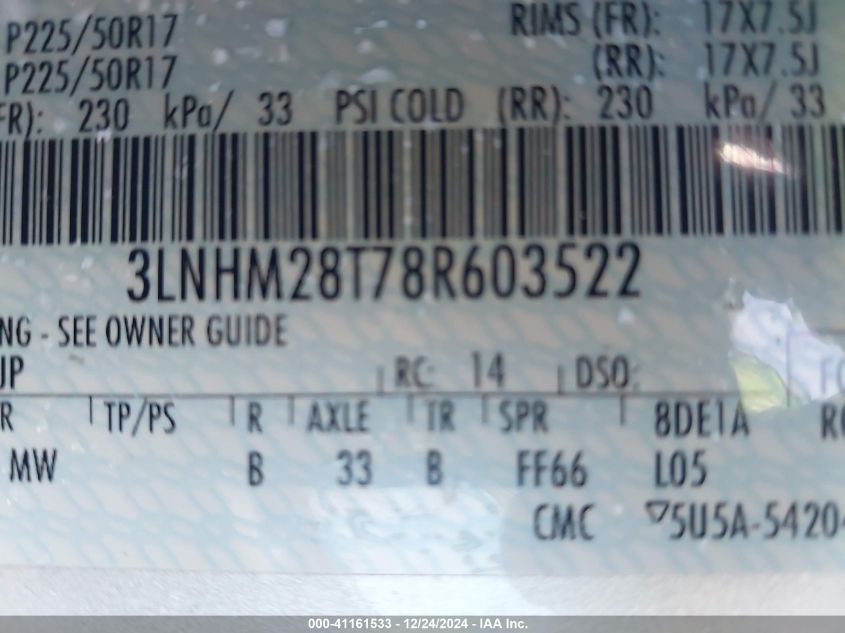 P225/50R17 RIMS (FR): 17X7.5J
P225/50R17 (RR): 17X7.5J
FR): 230 kPa/ 33 PSI COLD (RR): 230 kPa/ 33
3LNHM28T78R603522
NG - SEE OWNER GUIDE
UP RC: 14 DSO:
R TP/PS R AXLE TR SPR 8DE1A
MW B 33 B FF66 L05
CMC ▽5U5A-5420
000-41161533 - 12/24/2024 - IAA Inc.